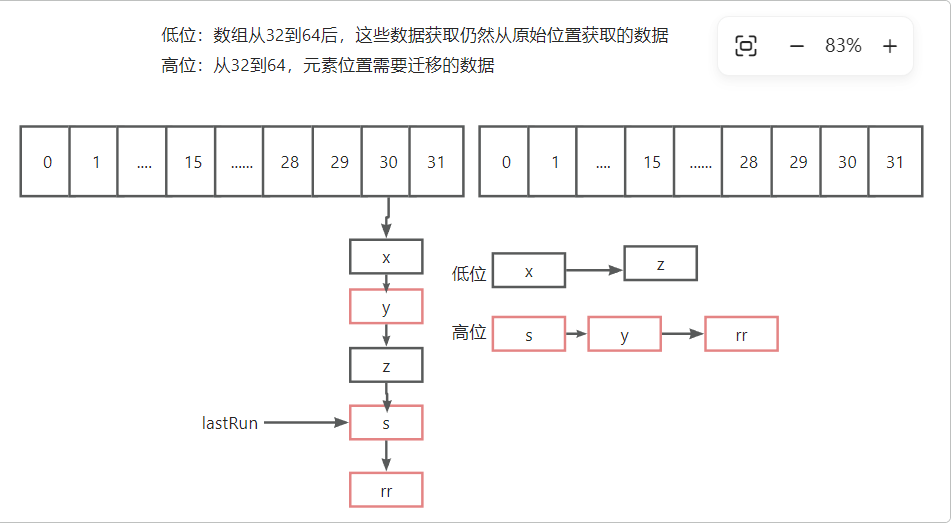 低位：数组从32到64后，这些数据获取仍然从原始位置获取的数据
高位：从32到64，元素位置需要迁移的数据
83%
0 1 .... 15 ...... 28 29 30 31 0 1 .... 15 ...... 28 29 30 31
x
y
z
lastRun s
rr
低位 x z
高位 s y rr